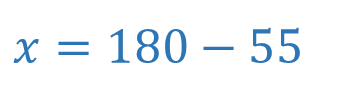 x = 180 − 55